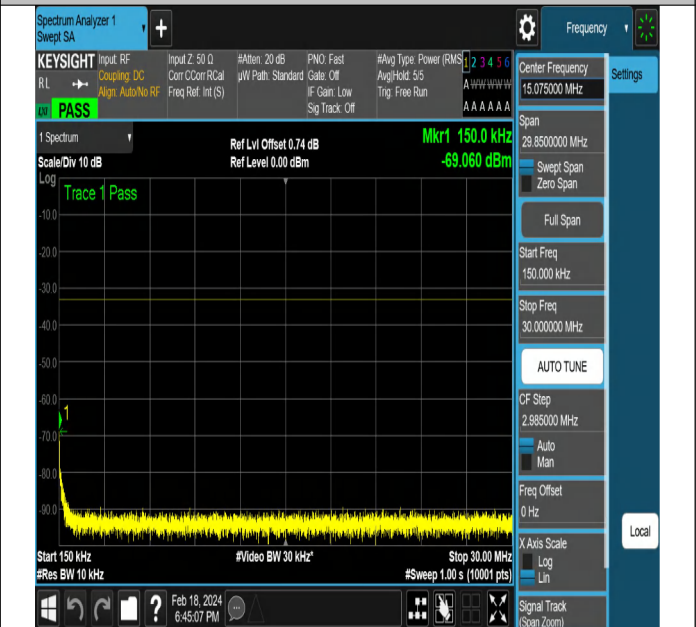 Spectrum Analyzer 1
Swept SA
+
Frequency
KEYSIGHT
Input: RF
Coupling: DC
Align: Auto/No RF
RL
PASS
Input Z: 50 Ω
Corr CCorr RCal
Freq Ref: Int (S)
#Atten: 20 dB
µW Path: Standard
PNO: Fast
Gate: Off
IF Gain: Low
Sig Track: Off
#Avg Type: Power (RMS
Avg|Hold: 5/5
Trig: Free Run
1 2 3 4 5 6
A W W W W W
A A A A A A
1 Spectrum
Scale/Div 10 dB
Ref Lvl Offset 0.74 dB
Ref Level 0.00 dBm
Mkr1 150.0 kHz
-69.060 dBm
Log
Trace 1 Pass
-10.0
-20.0
-30.0
-40.0
-50.0
-60.0
-70.0
-80.0
-90.0
1
Start 150 kHz
#Res BW 10 kHz
#Video BW 30 kHz*
Stop 30.00 MHz
#Sweep 1.00 s (10001 pts)
Feb 18, 2024
6:45:07 PM
Center Frequency
15.075000 MHz
Span
29.8500000 MHz
Swept Span
Zero Span
Full Span
Start Freq
150.000 kHz
Stop Freq
30.000000 MHz
AUTO TUNE
CF Step
2.985000 MHz
Auto
Man
Freq Offset
0 Hz
X Axis Scale
Log
Lin
Signal Track
(Span Zoom)
Settings
Local